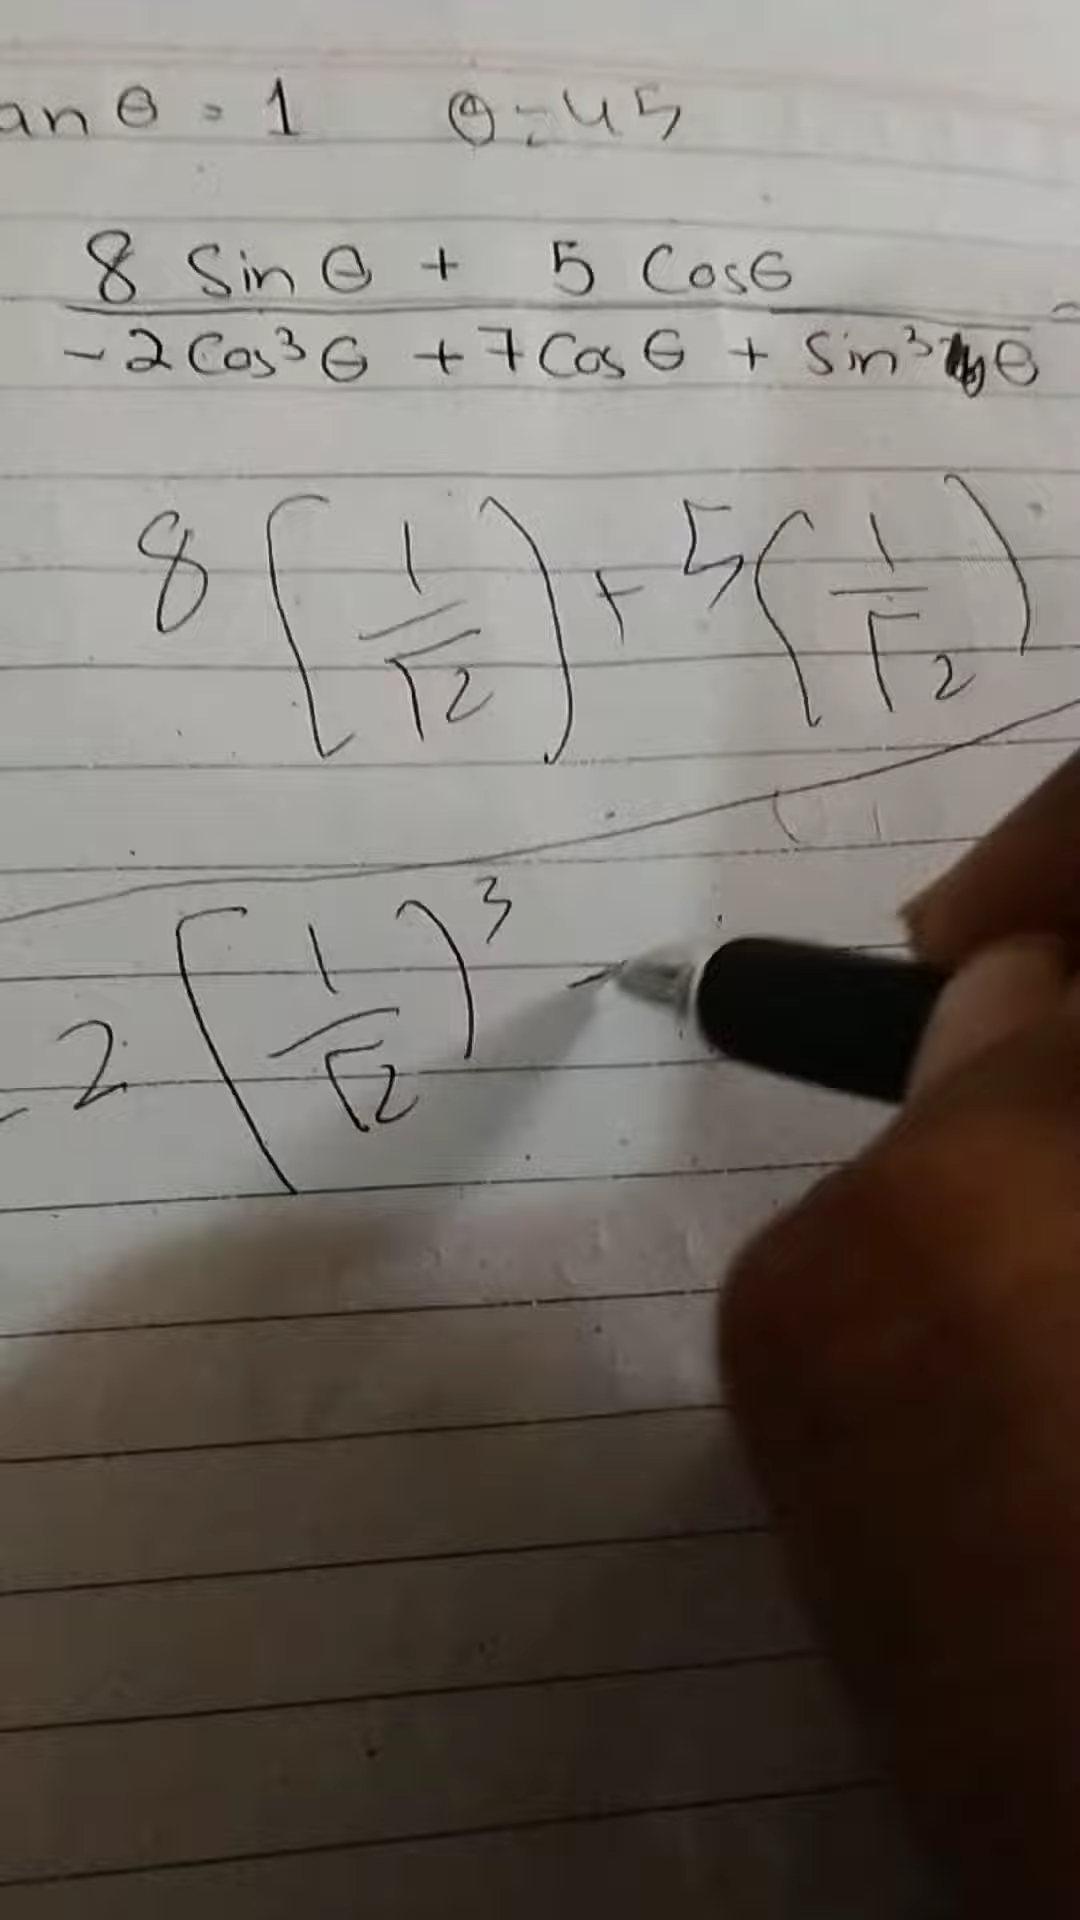 an θ = 1 θ = 45
8 Sin θ + 5 Cos θ
-2 Cos³ θ + 7 Cos θ + Sin³ θ =
8 (1/√2) + 5 (1/√2)
-2 (1/√2)³